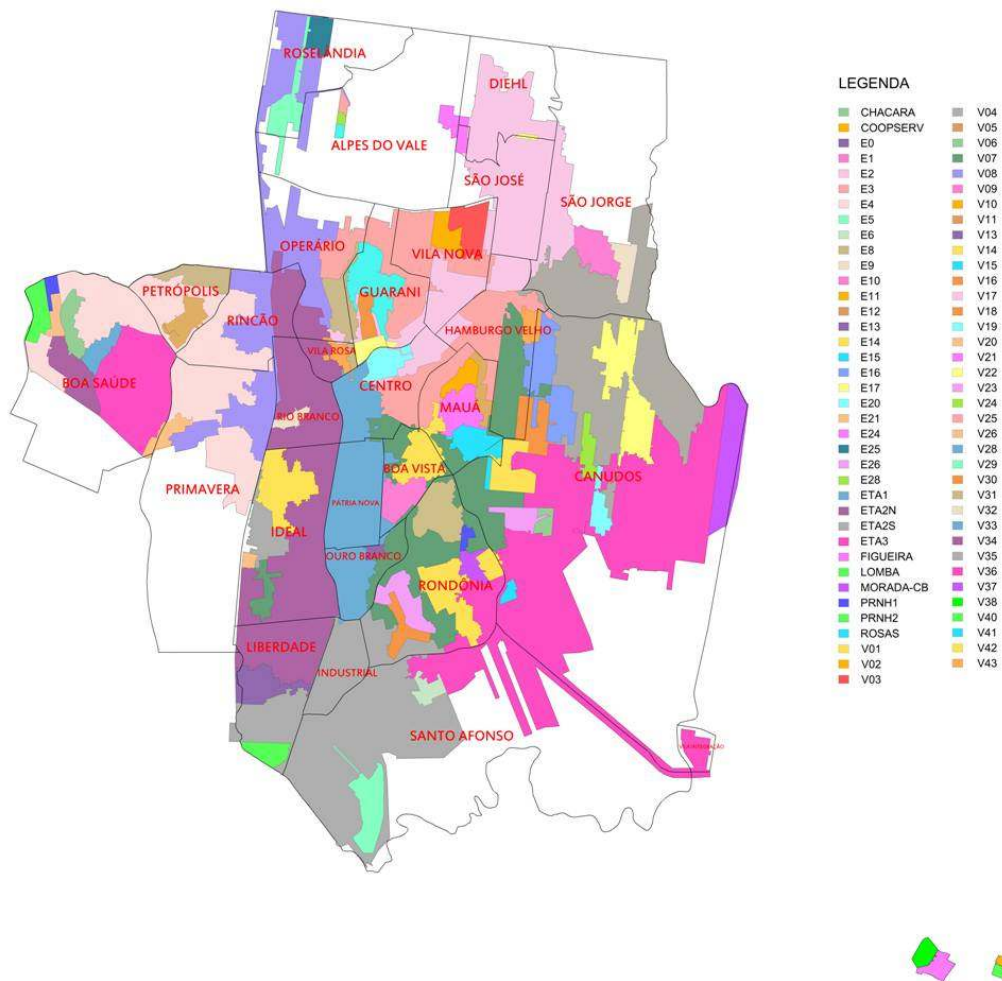 ROSELÂNDIA
DIEHL
ALPES DO VALE
SÃO JOSÉ
SÃO JORGE
OPERÁRIO
VILA NOVA
PETRÓPOLIS
GUARANI
RINCÃO
HAMBURGO VELHO
VILA ROSA
CENTRO
BOA SAÚDE
MAUÁ
RIO BRANCO
BOA VISTA
CANUDOS
PRIMAVERA
PÁTRIA NOVA
IDEAL
OURO BRANCO
RONDÔNIA
LIBERDADE
INDUSTRIAL
SANTO AFONSO
VILA INTEGRAÇÃO
LEGENDA
CHACARA
COOPSERV
E0
E1
E2
E3
E4
E5
E6
E8
E9
E10
E11
E12
E13
E14
E15
E16
E17
E20
E21
E24
E25
E26
E28
ETA1
ETA2N
ETA2S
ETA3
FIGUEIRA
LOMBA
MORADA-CB
PRNH1
PRNH2
ROSAS
V01
V02
V03
V04
V05
V06
V07
V08
V09
V10
V11
V13
V14
V15
V16
V17
V18
V19
V20
V21
V22
V23
V24
V25
V26
V28
V29
V30
V31
V32
V33
V34
V35
V36
V37
V38
V40
V41
V42
V43